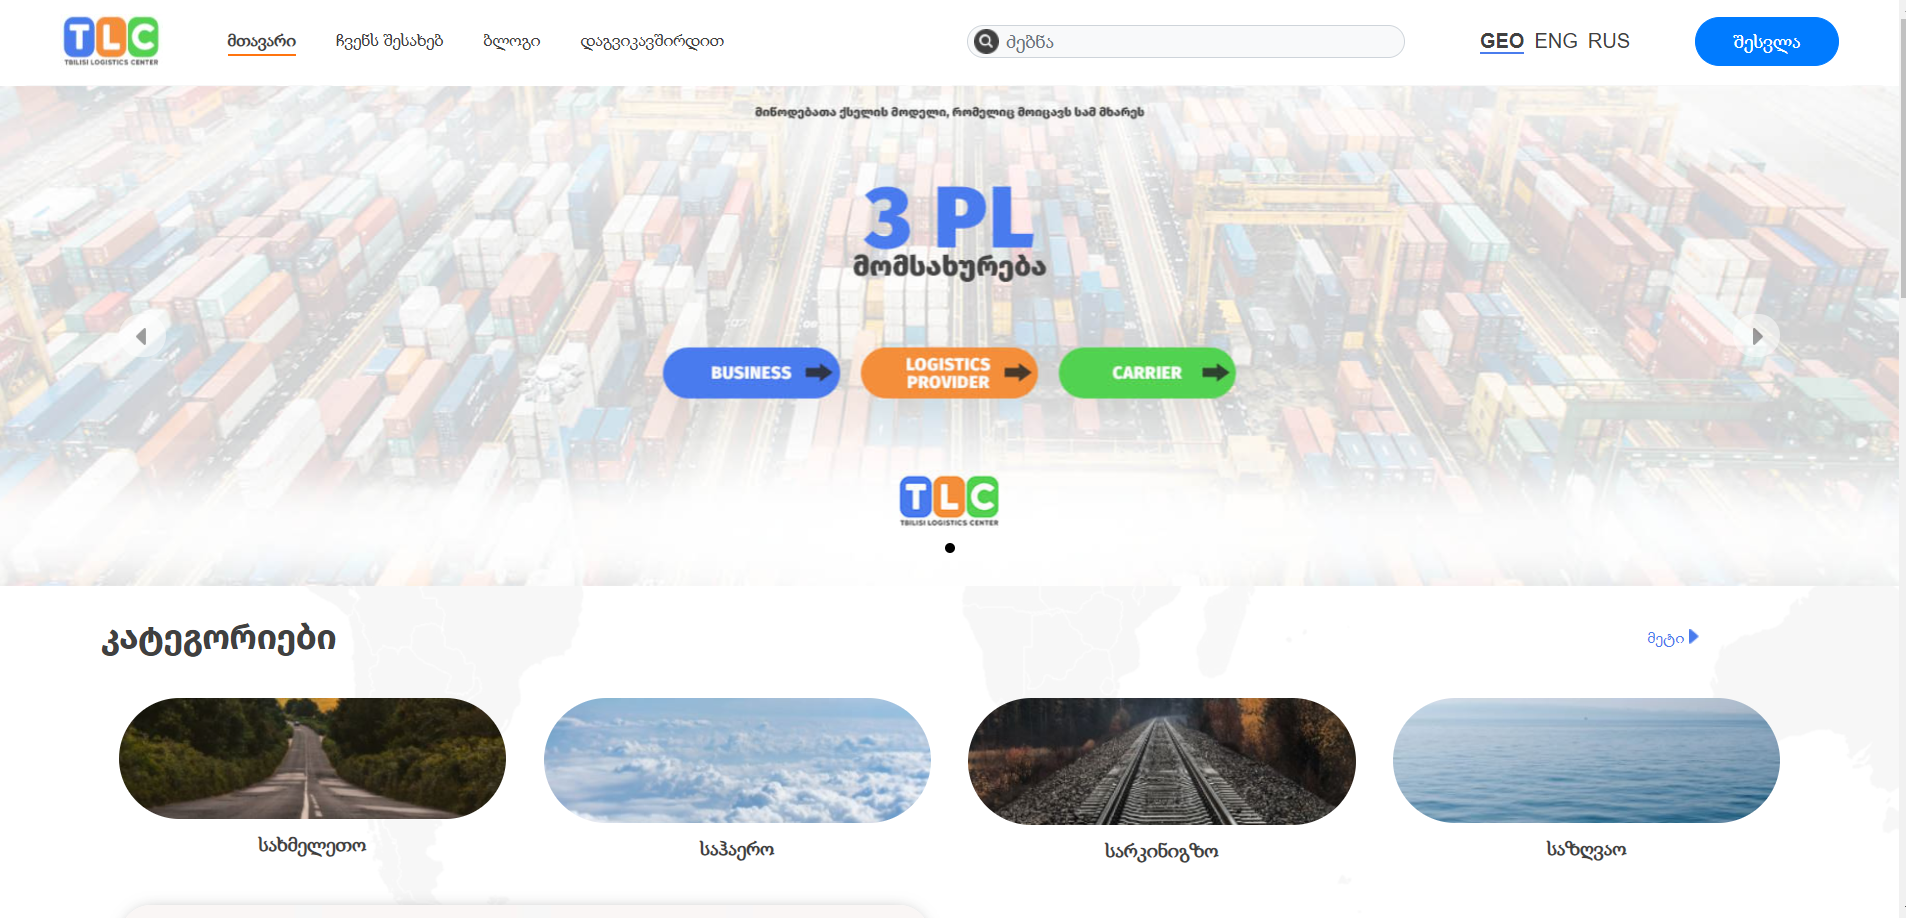 TLC
TBILISI LOGISTICS CENTER
მთავარი
ჩვენს შესახებ
ბლოგი
დაგვიკავშირდით
ძებნა
GEO ENG RUS
შესვლა
მიწოდებათა ქსელის მოდელი, რომელიც მოიცავს სამ მხარეს
3 PL
მომსახურება
BUSINESS
LOGISTICS
PROVIDER
CARRIER
TLC
TBILISI LOGISTICS CENTER
კატეგორიები
მეტი
სახმელეთო
საჰაერო
სარკინიგზო
საზღვაო